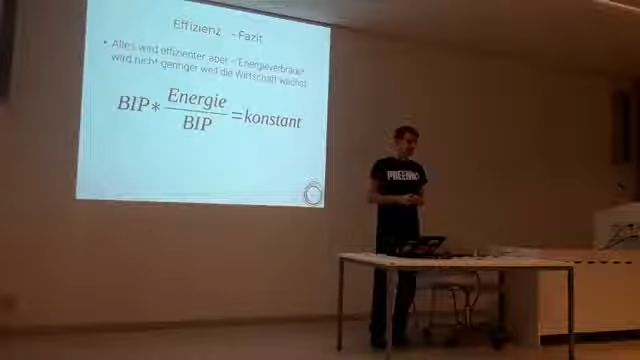 Effizienz - Fazit
• Alles wird effizienter aber "Energieverbrauch"
wird nicht geringer weil die Wirtschaft wächst
BIP* Energie/BIP =konstant